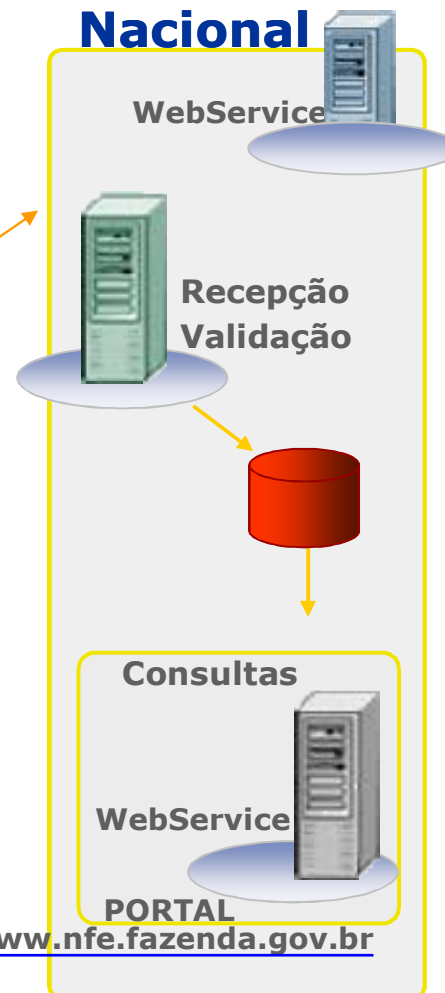 Nacional
WebService
Recepção
Validação
Consultas
WebService
PORTAL
ww.nfe.fazenda.gov.br